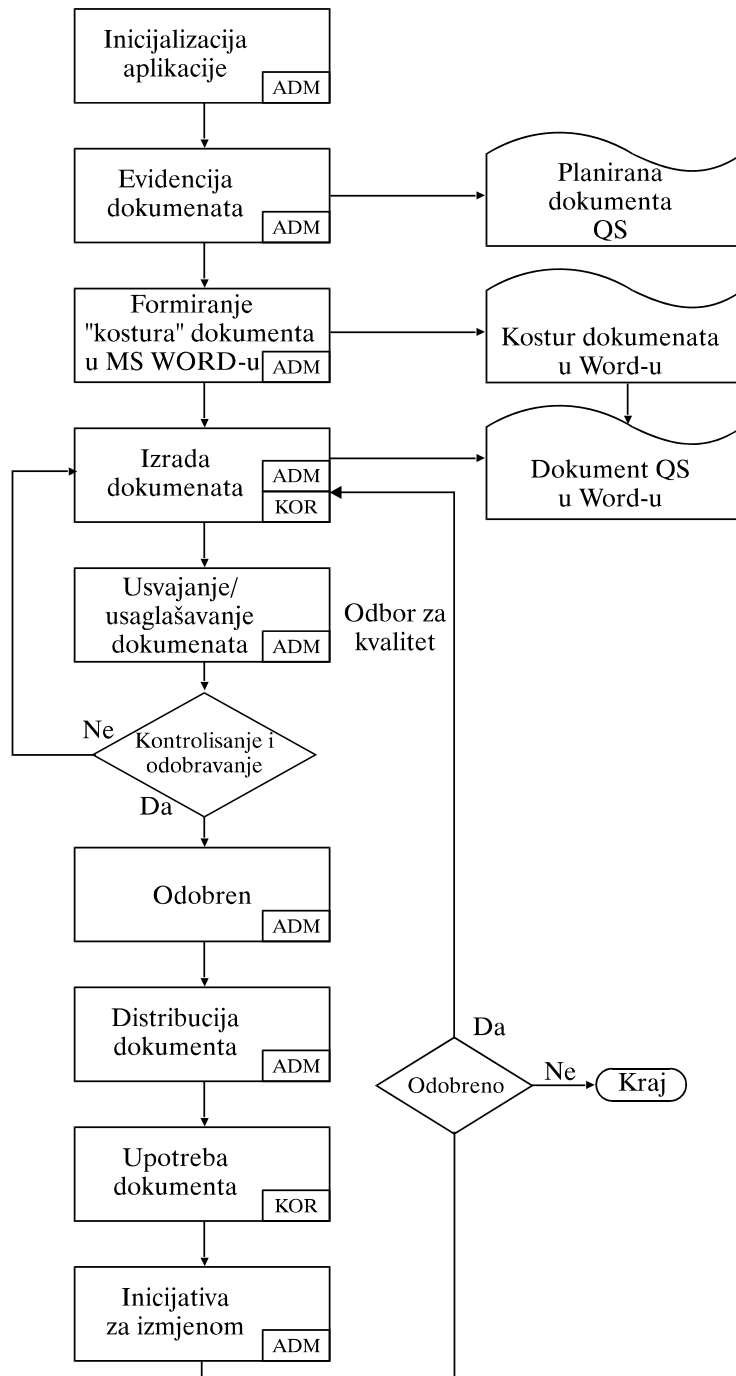 Inicijalizacija
aplikacije
ADM
Evidencija
dokumenata
ADM
Planirana
dokumenta
QS
Formiranje
"kostura" dokumenta
u MS WORD-u
ADM
Kostur dokumenata
u Word-u
Izrada
dokumenata
ADM
KOR
Dokument QS
u Word-u
Usvajanje/
usaglašavanje
dokumenata
ADM
Odbor za
kvalitet
Ne
Kontrolisanje i
odobravanje
Da
Odobren
ADM
Distribucija
dokumenta
ADM
Da
Odobreno
Ne
Kraj
Upotreba
dokumenta
KOR
Inicijativa
za izmjenom
ADM